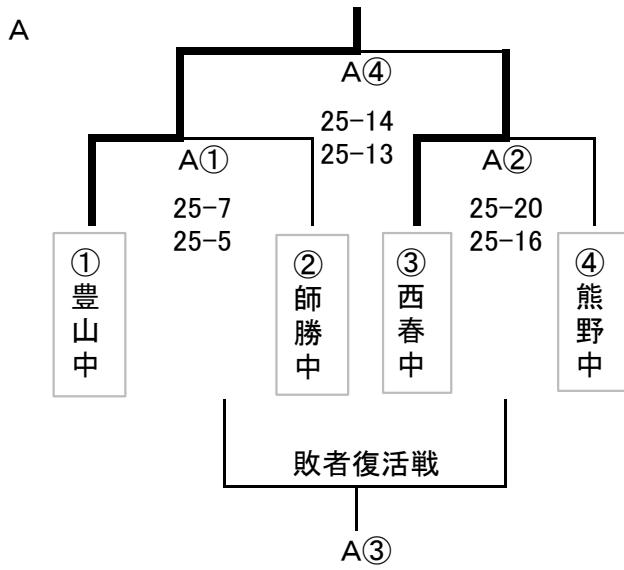 A
A④
25-14
25-13
A①
A②
25-7
25-5
25-20
25-16
①豊山中
②師勝中
③西春中
④熊野中
敗者復活戦
A③